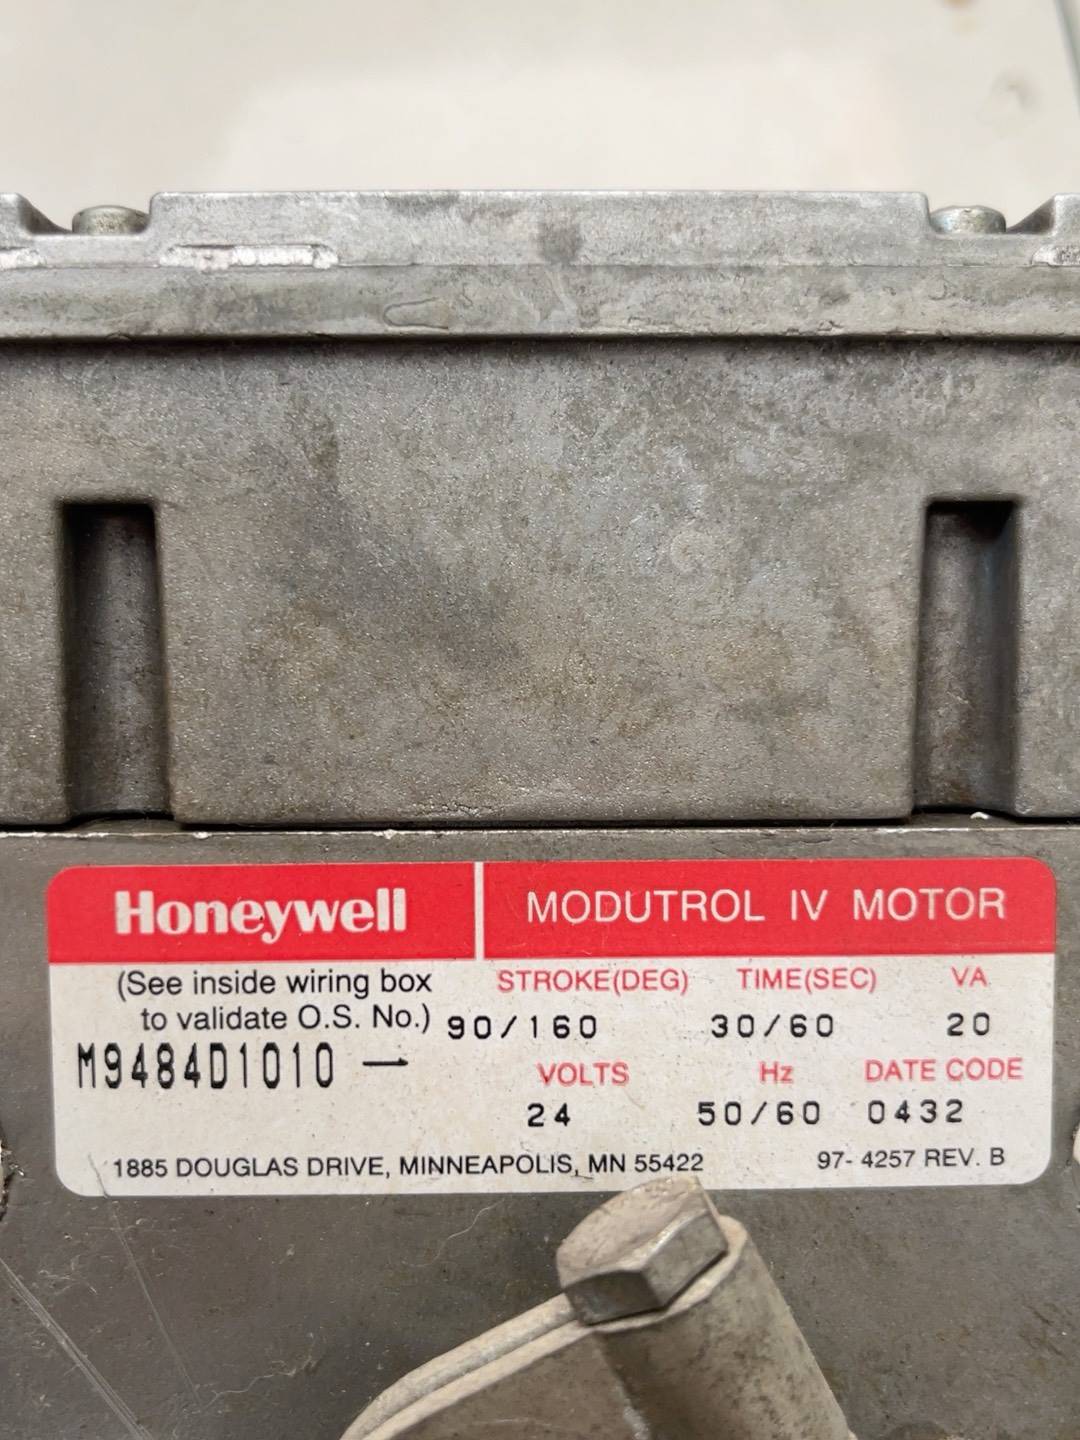 Honeywell
MODUTROL IV MOTOR
(See inside wiring box
to validate O.S. No.)
M9484D1010 —
STROKE(DEG) TIME(SEC) VA
90/160 30/60 20
VOLTS Hz DATE CODE
24 50/60 0432
1885 DOUGLAS DRIVE, MINNEAPOLIS, MN 55422
97- 4257 REV. B